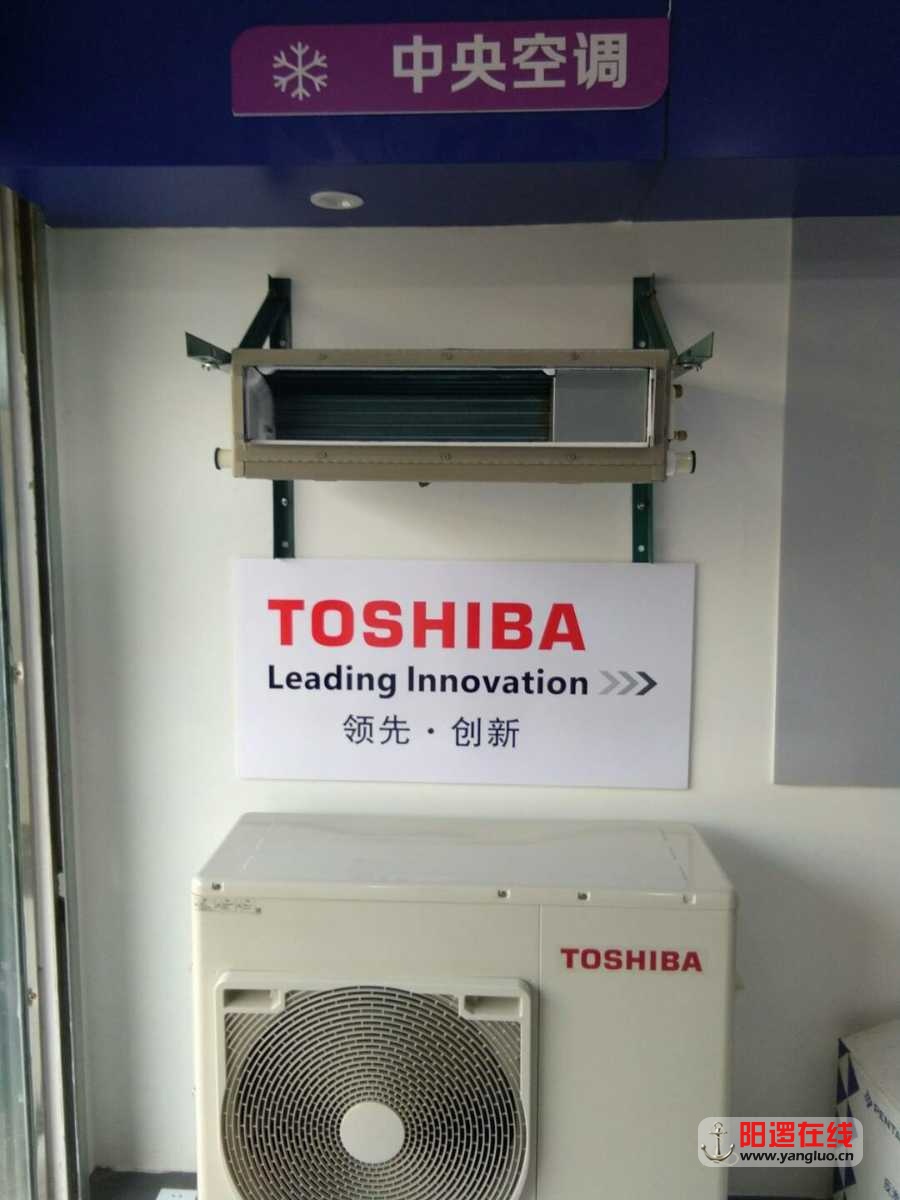 中央空调
TOSHIBA
Leading Innovation
领先·创新
TOSHIBA
阳逻在线
www.yangluo.cn